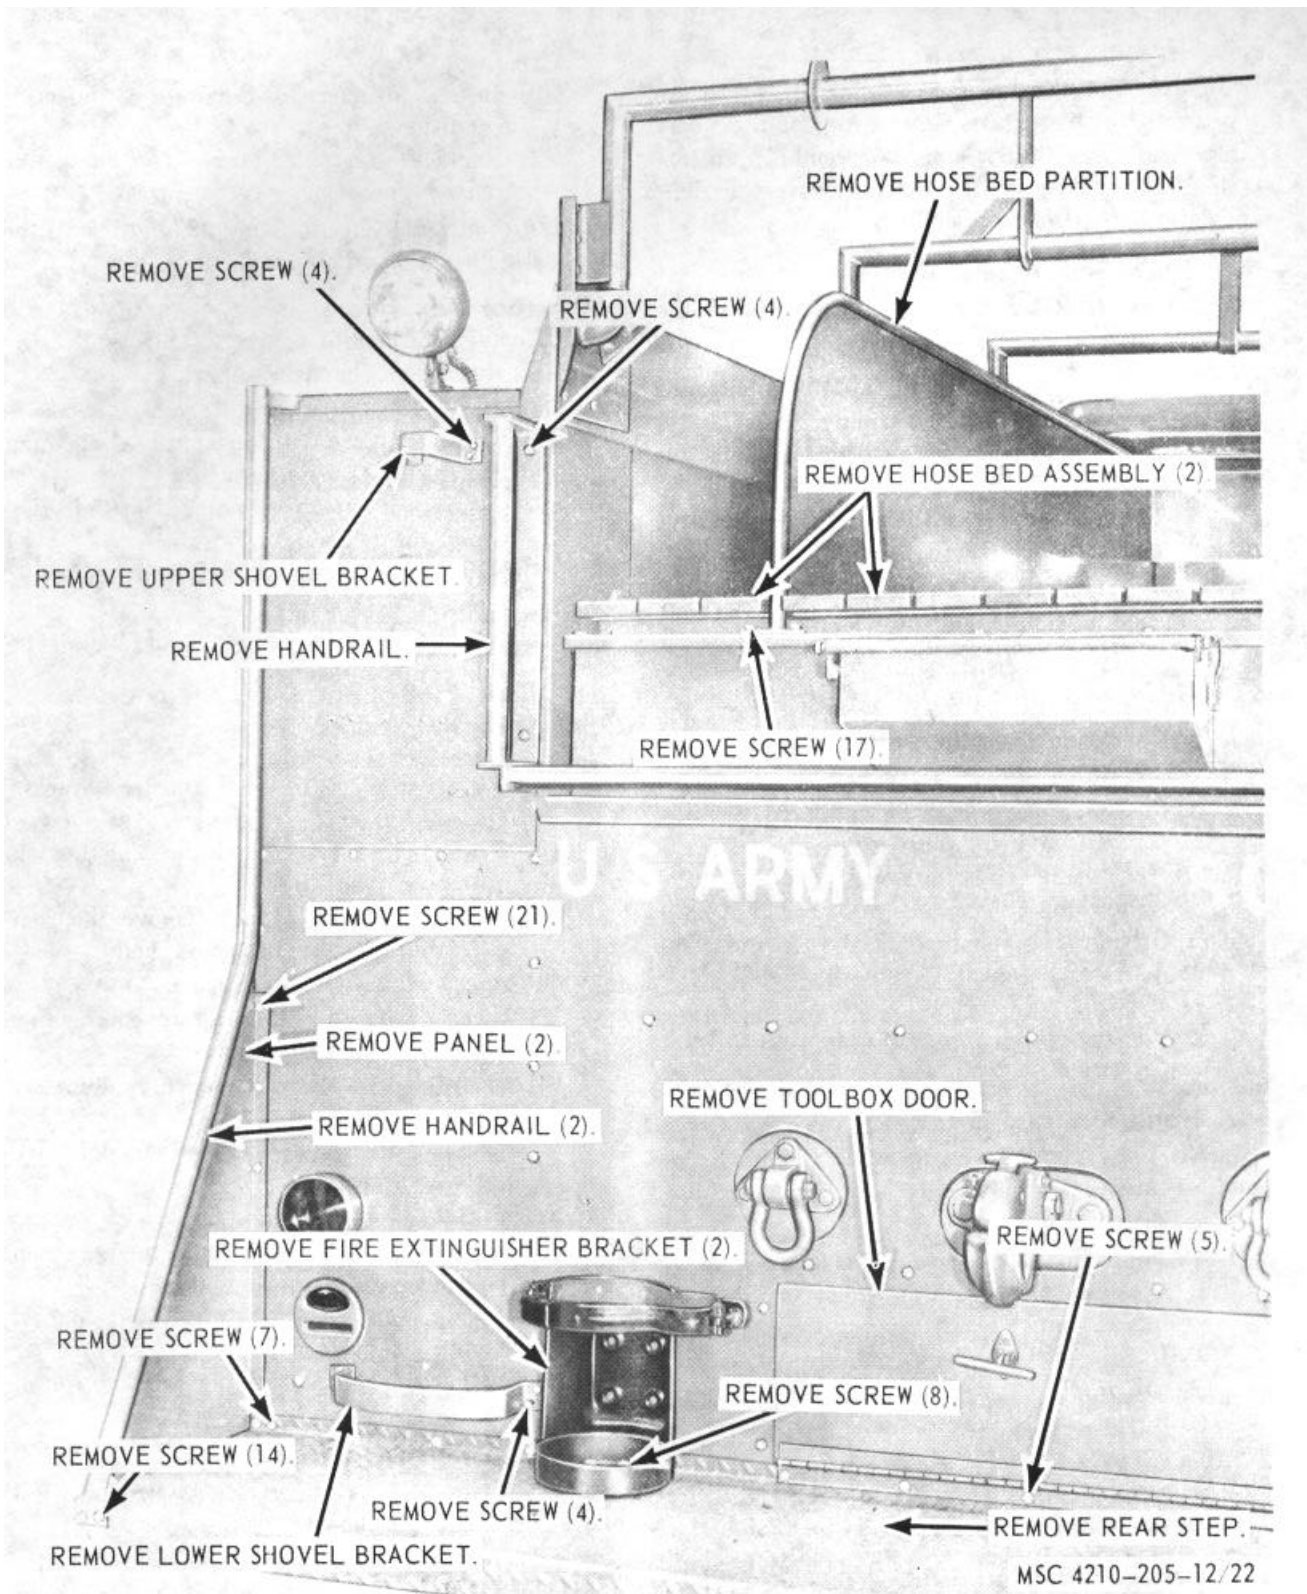 REMOVE HOSE BED PARTITION.
REMOVE SCREW (4).
REMOVE SCREW (4).
REMOVE HOSE BED ASSEMBLY (2).
REMOVE UPPER SHOVEL BRACKET.
REMOVE HANDRAIL.
REMOVE SCREW (17).
U S ARMY
REMOVE SCREW (21).
REMOVE PANEL (2).
REMOVE TOOLBOX DOOR.
REMOVE HANDRAIL (2).
REMOVE FIRE EXTINGUISHER BRACKET (2).
REMOVE SCREW (5).
REMOVE SCREW (7).
REMOVE SCREW (8).
REMOVE SCREW (14).
REMOVE SCREW (4).
REMOVE REAR STEP.
REMOVE LOWER SHOVEL BRACKET.
MSC 4210-205-12/22